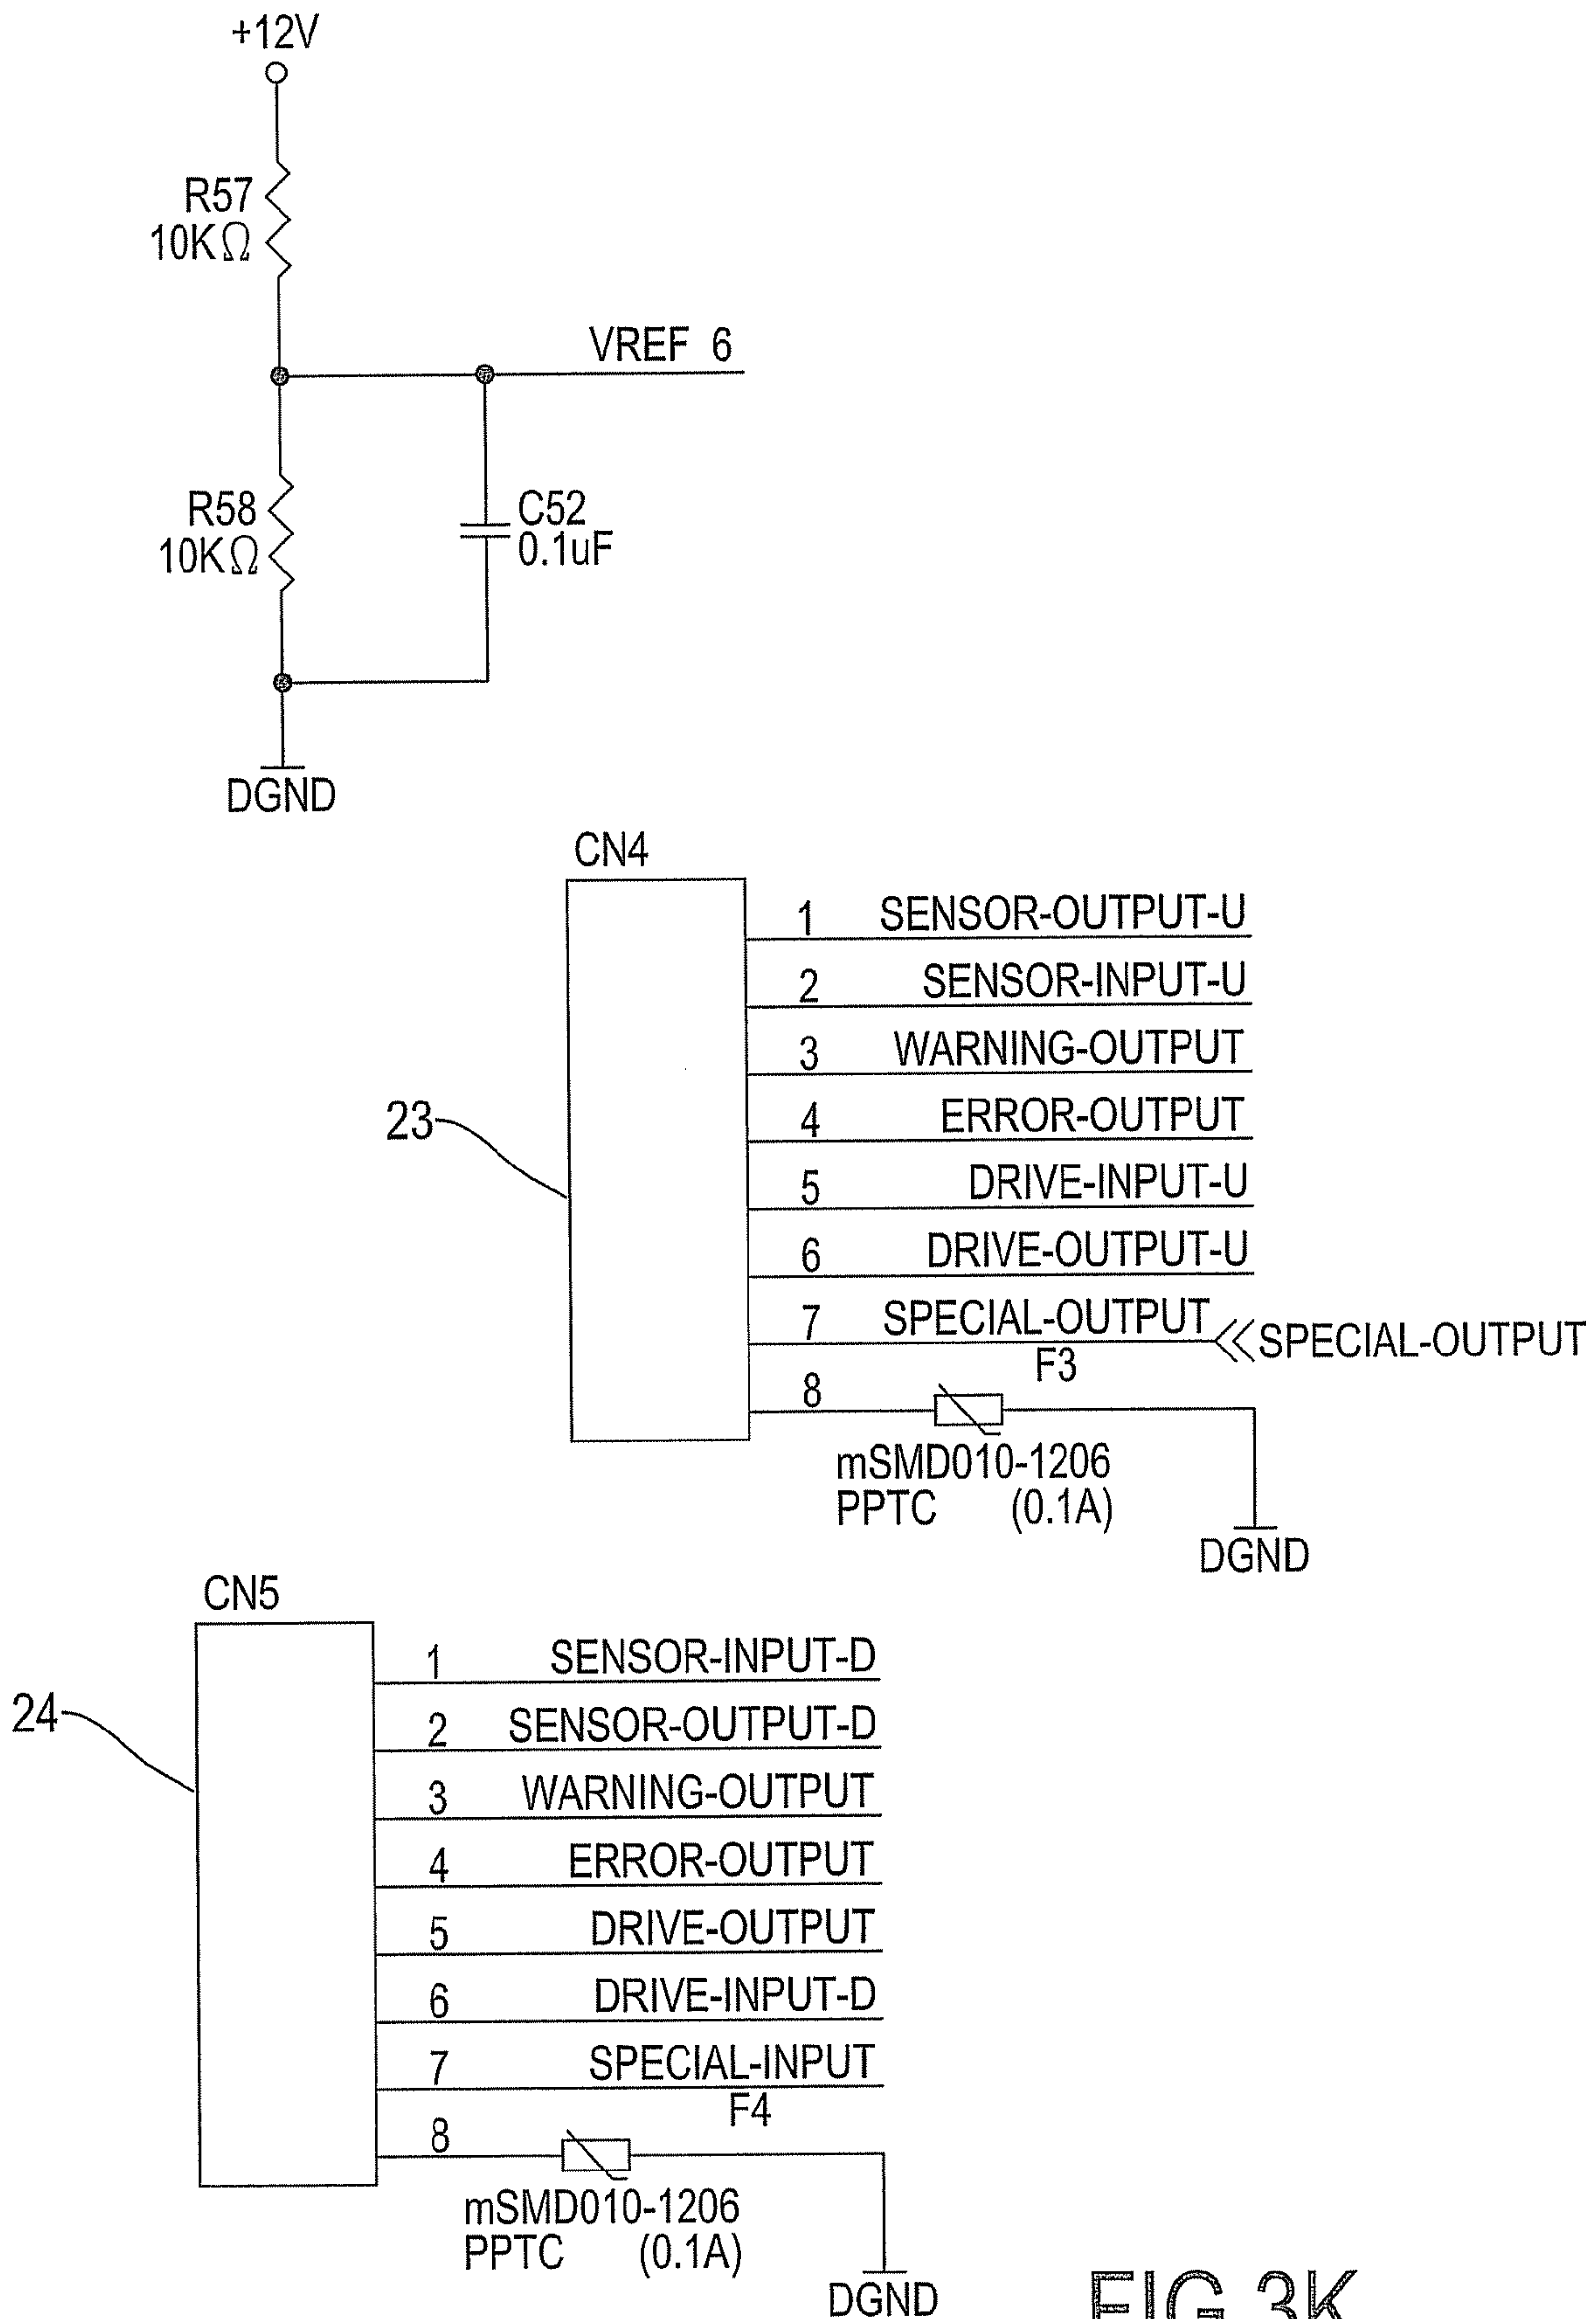 +12V
R57
10KΩ
VREF 6
R58
10KΩ
C52
0.1uF
DGND
CN4
1 SENSOR-OUTPUT-U
2 SENSOR-INPUT-U
3 WARNING-OUTPUT
23
4 ERROR-OUTPUT
5 DRIVE-INPUT-U
6 DRIVE-OUTPUT-U
7 SPECIAL-OUTPUT SPECIAL-OUTPUT
F3
8
mSMD010-1206
PPTC (0.1A)
DGND
CN5
1 SENSOR-INPUT-D
24
2 SENSOR-OUTPUT-D
3 WARNING-OUTPUT
4 ERROR-OUTPUT
5 DRIVE-OUTPUT
6 DRIVE-INPUT-D
7 SPECIAL-INPUT
F4
8
mSMD010-1206
PPTC (0.1A)
DGND
FIG.3K